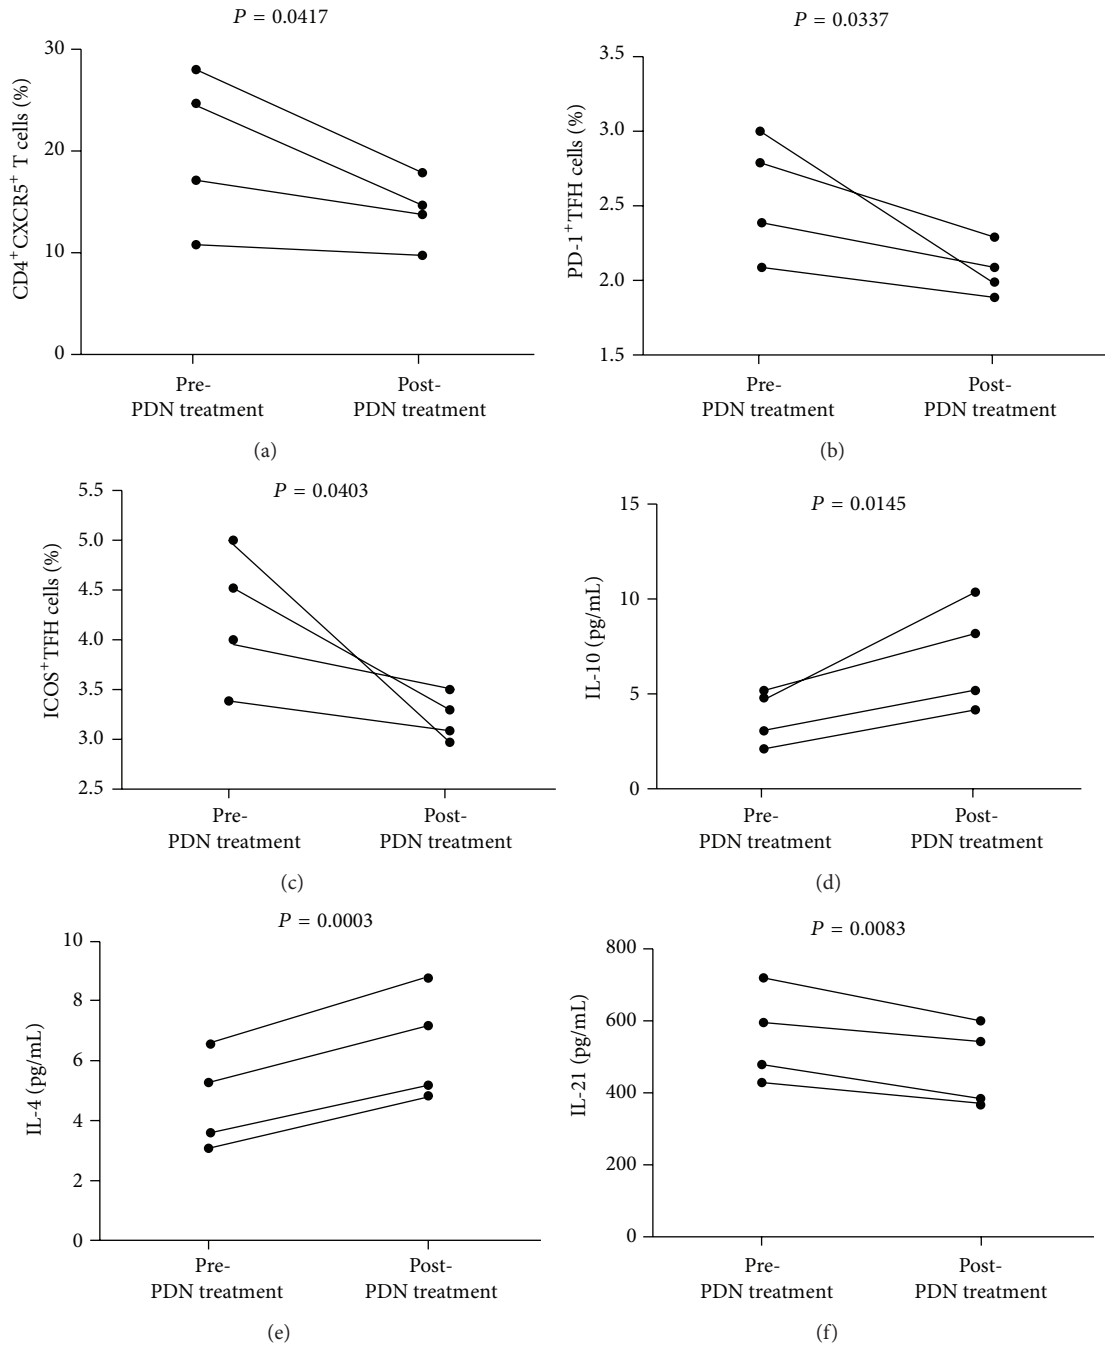 P = 0.0417
CD4+CXCR5+ T cells (%)
30
20
10
0
Pre-
PDN treatment
Post-
PDN treatment
(a)
P = 0.0337
PD-1+TFH cells (%)
3.5
3.0
2.5
2.0
1.5
Pre-
PDN treatment
Post-
PDN treatment
(b)
P = 0.0403
ICOS+TFH cells (%)
5.5
5.0
4.5
4.0
3.5
3.0
2.5
Pre-
PDN treatment
Post-
PDN treatment
(c)
P = 0.0145
IL-10 (pg/mL)
15
10
5
0
Pre-
PDN treatment
Post-
PDN treatment
(d)
P = 0.0003
IL-4 (pg/mL)
10
8
6
4
2
0
Pre-
PDN treatment
Post-
PDN treatment
(e)
P = 0.0083
IL-21 (pg/mL)
800
600
400
200
0
Pre-
PDN treatment
Post-
PDN treatment
(f)